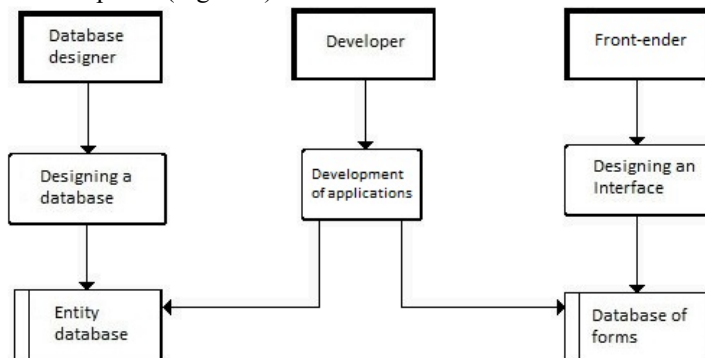 Database
designer
Developer
Front-ender
Designing a
database
Development
of applications
Designing an
Interface
Entity
database
Database of
forms